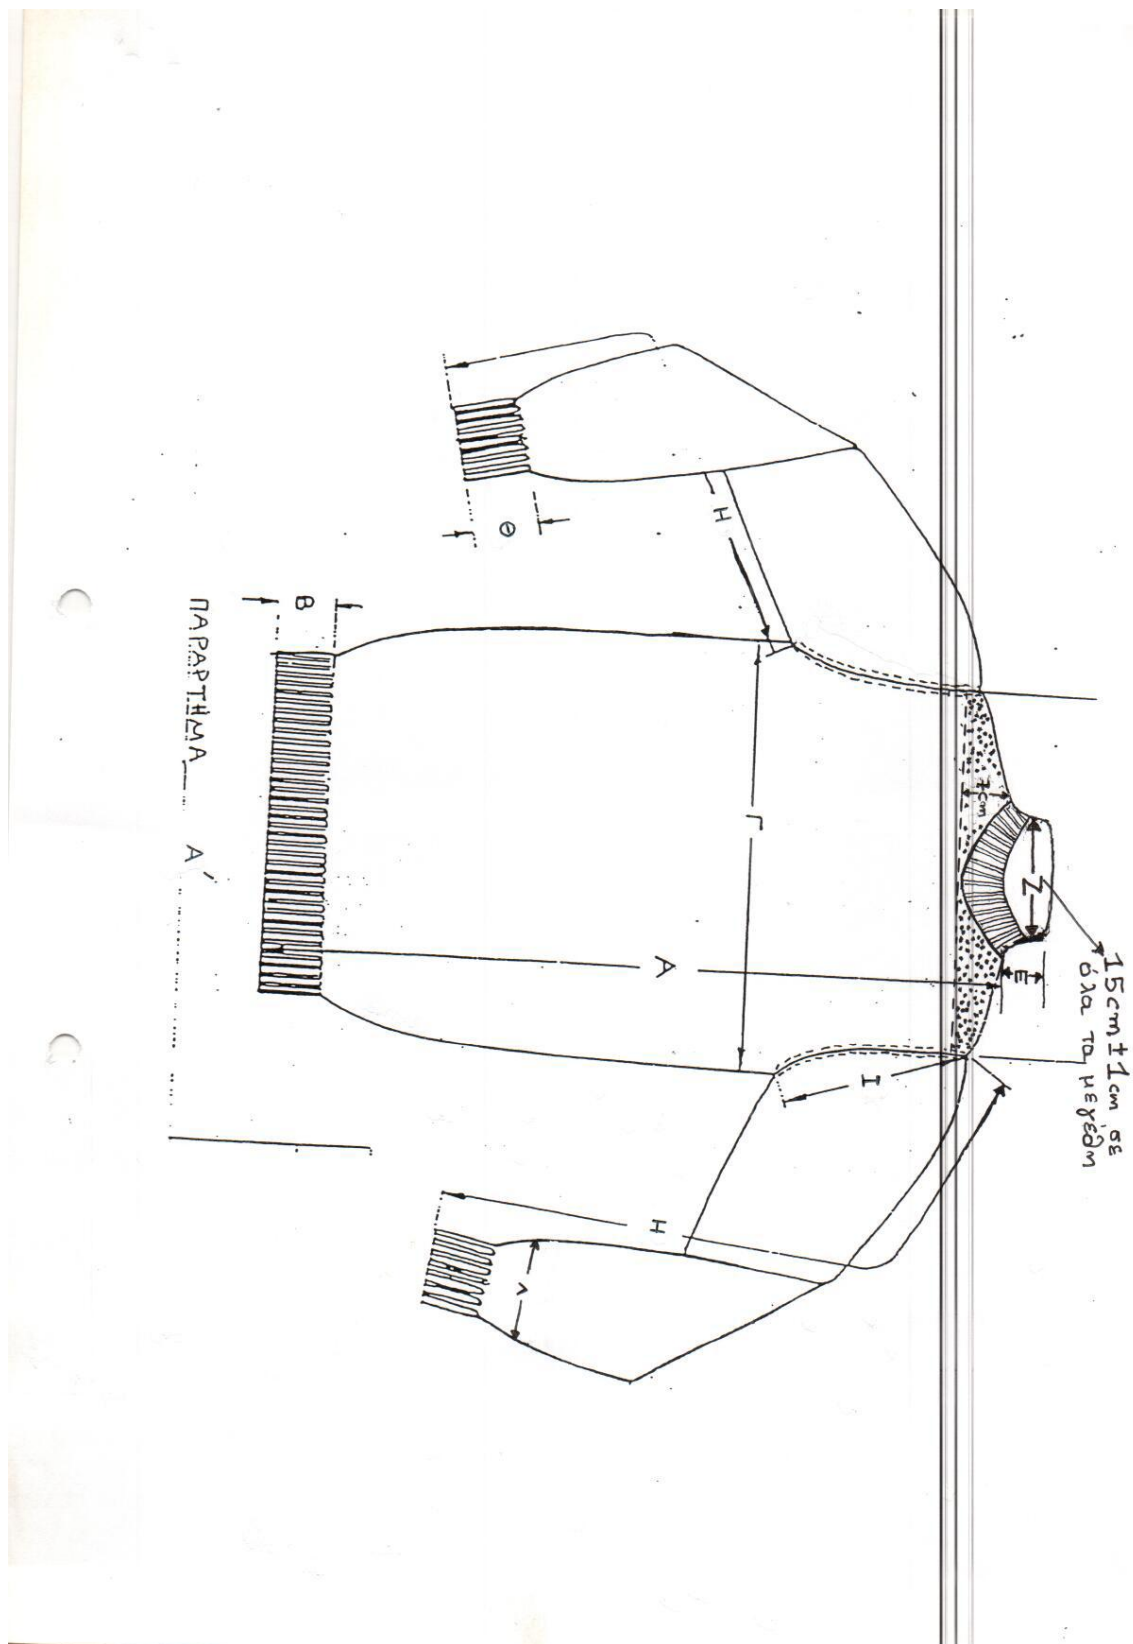 15cm ± 1cm σε
όλα τα μεγέθη
Ζ
Ε
7cm
Α
Γ
Ι
Η
Η
Λ
Θ
Β
ΠΑΡΑΡΤΗΜΑ Α΄